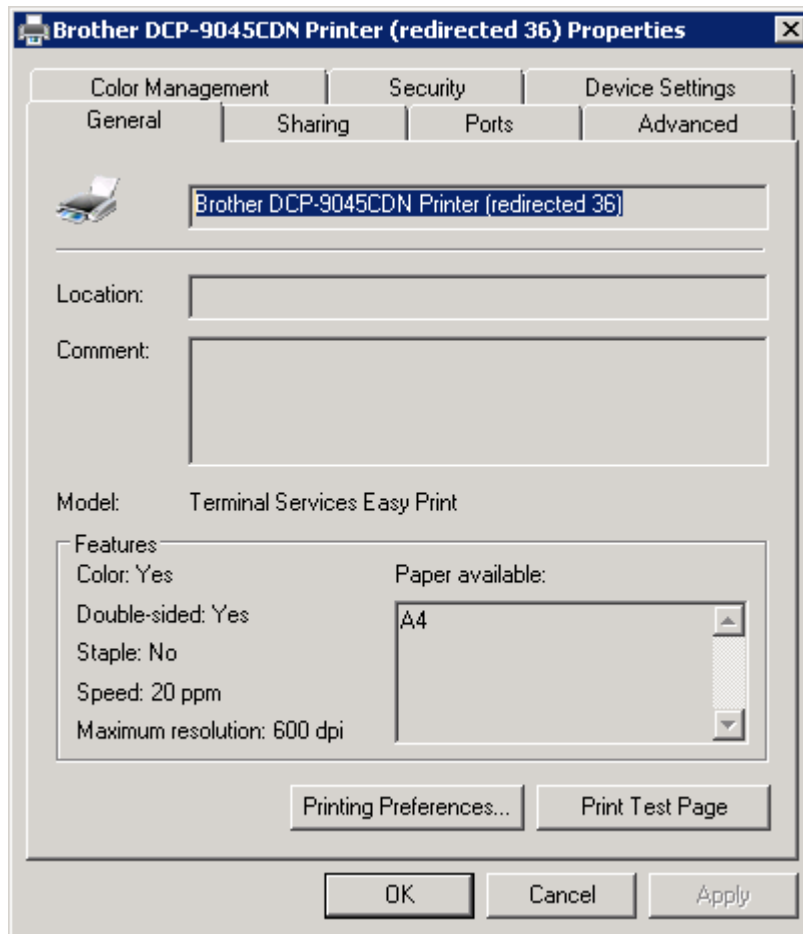 Brother DCP-9045CDN Printer (redirected 36) Properties
Color Management Security Device Settings
General Sharing Ports Advanced
Brother DCP-9045CDN Printer (redirected 36)
Location:
Comment:
Model: Terminal Services Easy Print
Features
Color: Yes Paper available:
Double-sided: Yes A4
Staple: No
Speed: 20 ppm
Maximum resolution: 600 dpi
Printing Preferences... Print Test Page
OK Cancel Apply